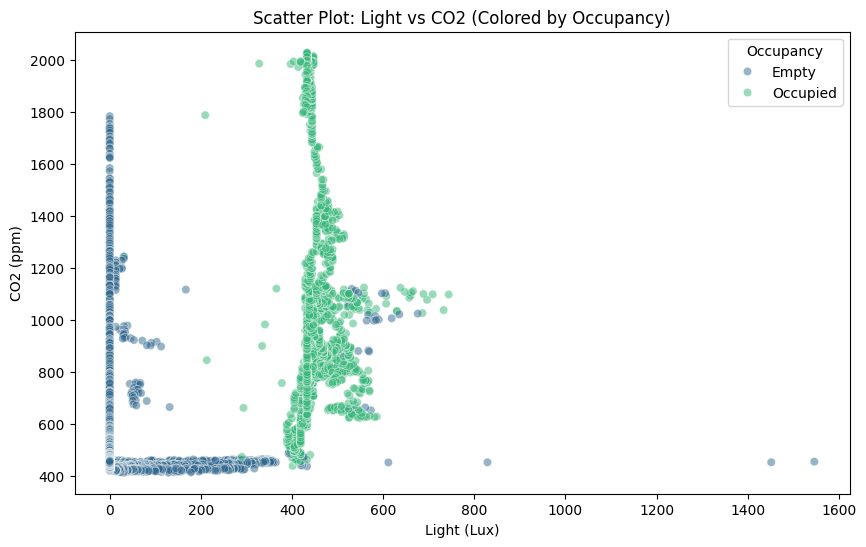 Scatter Plot: Light vs CO2 (Colored by Occupancy)
Occupancy
Empty
Occupied
CO2 (ppm)
2000
1800
1600
1400
1200
1000
800
600
400
0 200 400 600 800 1000 1200 1400 1600
Light (Lux)